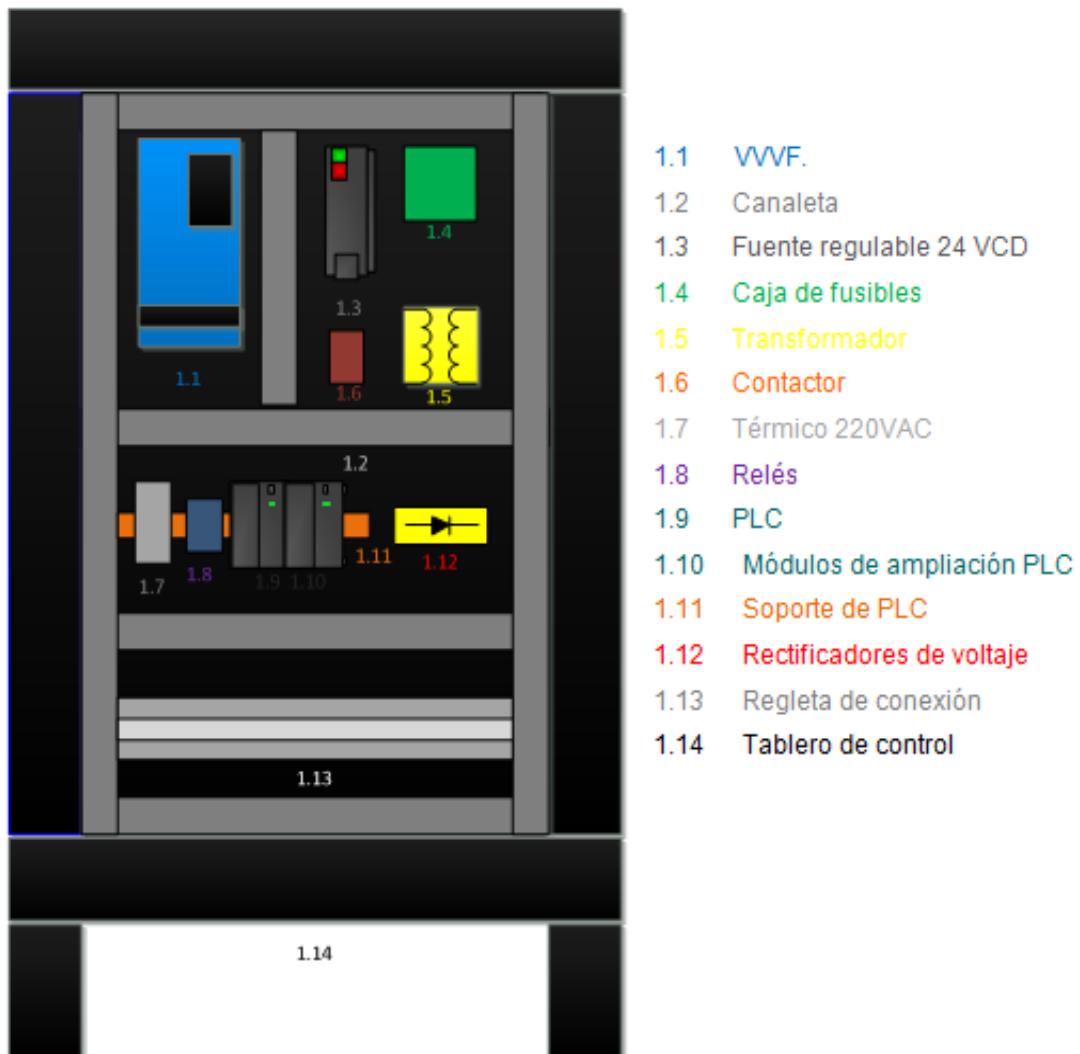 1.1 VVVF.
1.2 Canaleta
1.3 Fuente regulable 24 VCD
1.4 Caja de fusibles
1.5 Transformador
1.6 Contactor
1.7 Térmico 220VAC
1.8 Relés
1.9 PLC
1.10 Módulos de ampliación PLC
1.11 Soporte de PLC
1.12 Rectificadores de voltaje
1.13 Regleta de conexión
1.14 Tablero de control
1.4
1.3
1.1
1.6
1.5
1.2
1.11
1.12
1.7
1.8
1.9
1.10
1.13
1.14